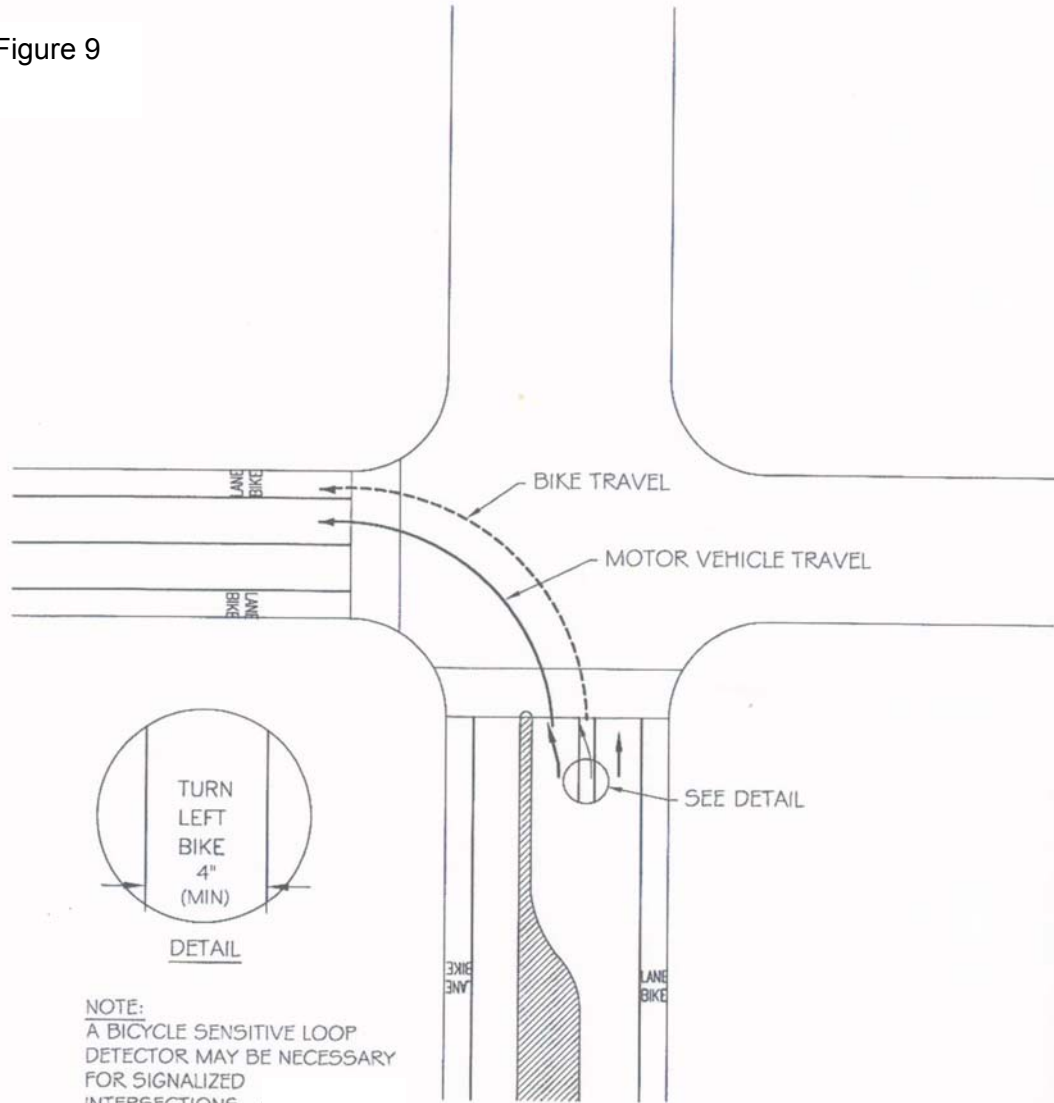 Figure 9
LANE
BIKE
BIKE TRAVEL
MOTOR VEHICLE TRAVEL
LANE
BIKE
SEE DETAIL
TURN
LEFT
BIKE
4"
(MIN)
DETAIL
LANE
BIKE
LANE
BIKE
NOTE:
A BICYCLE SENSITIVE LOOP
DETECTOR MAY BE NECESSARY
FOR SIGNALIZED
INTERSECTIONS